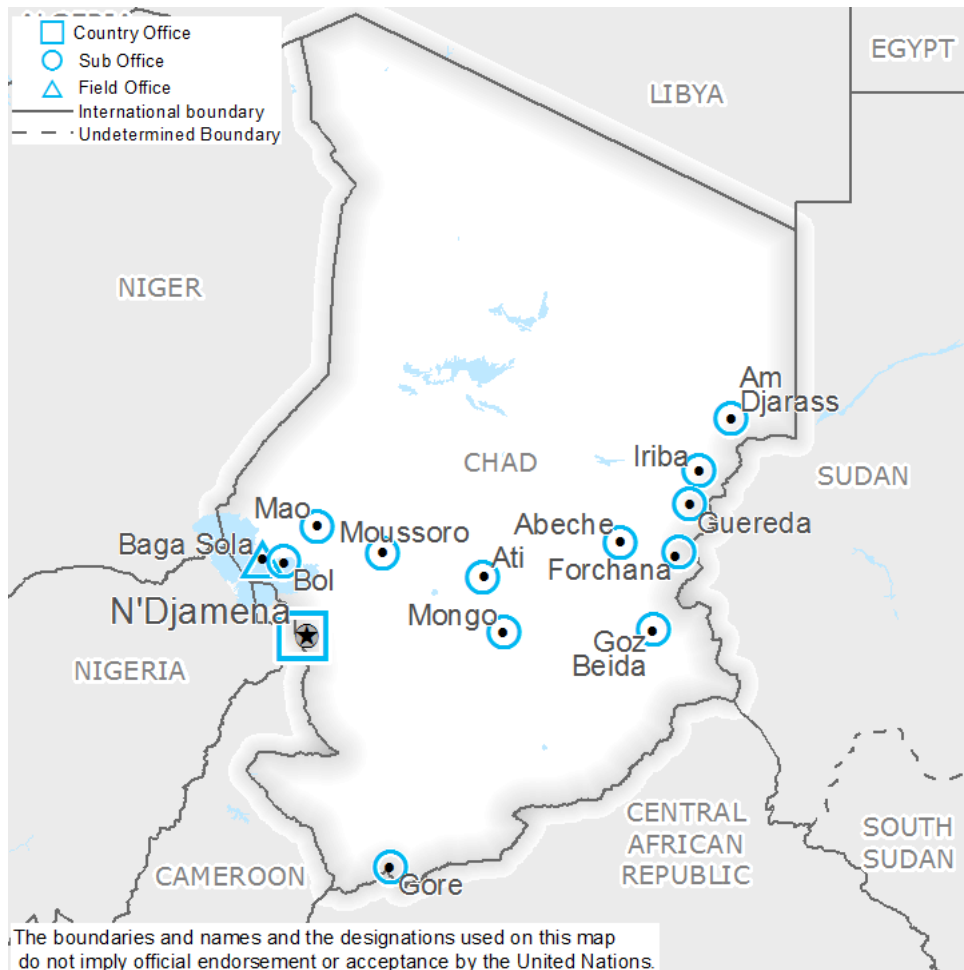 ALGERIA
Country Office
Sub Office
Field Office
International boundary
Undetermined Boundary
EGYPT
LIBYA
NIGER
Am
Djarass
CHAD
Iriba
SUDAN
Mao
Moussoro
Abeche
Guereda
Baga Sola
Bol
Ati
Forchana
N'Djamena
Mongo
Goz
Beida
NIGERIA
CENTRAL
AFRICAN
REPUBLIC
SOUTH
SUDAN
CAMEROON
Gore
The boundaries and names and the designations used on this map
do not imply official endorsement or acceptance by the United Nations.